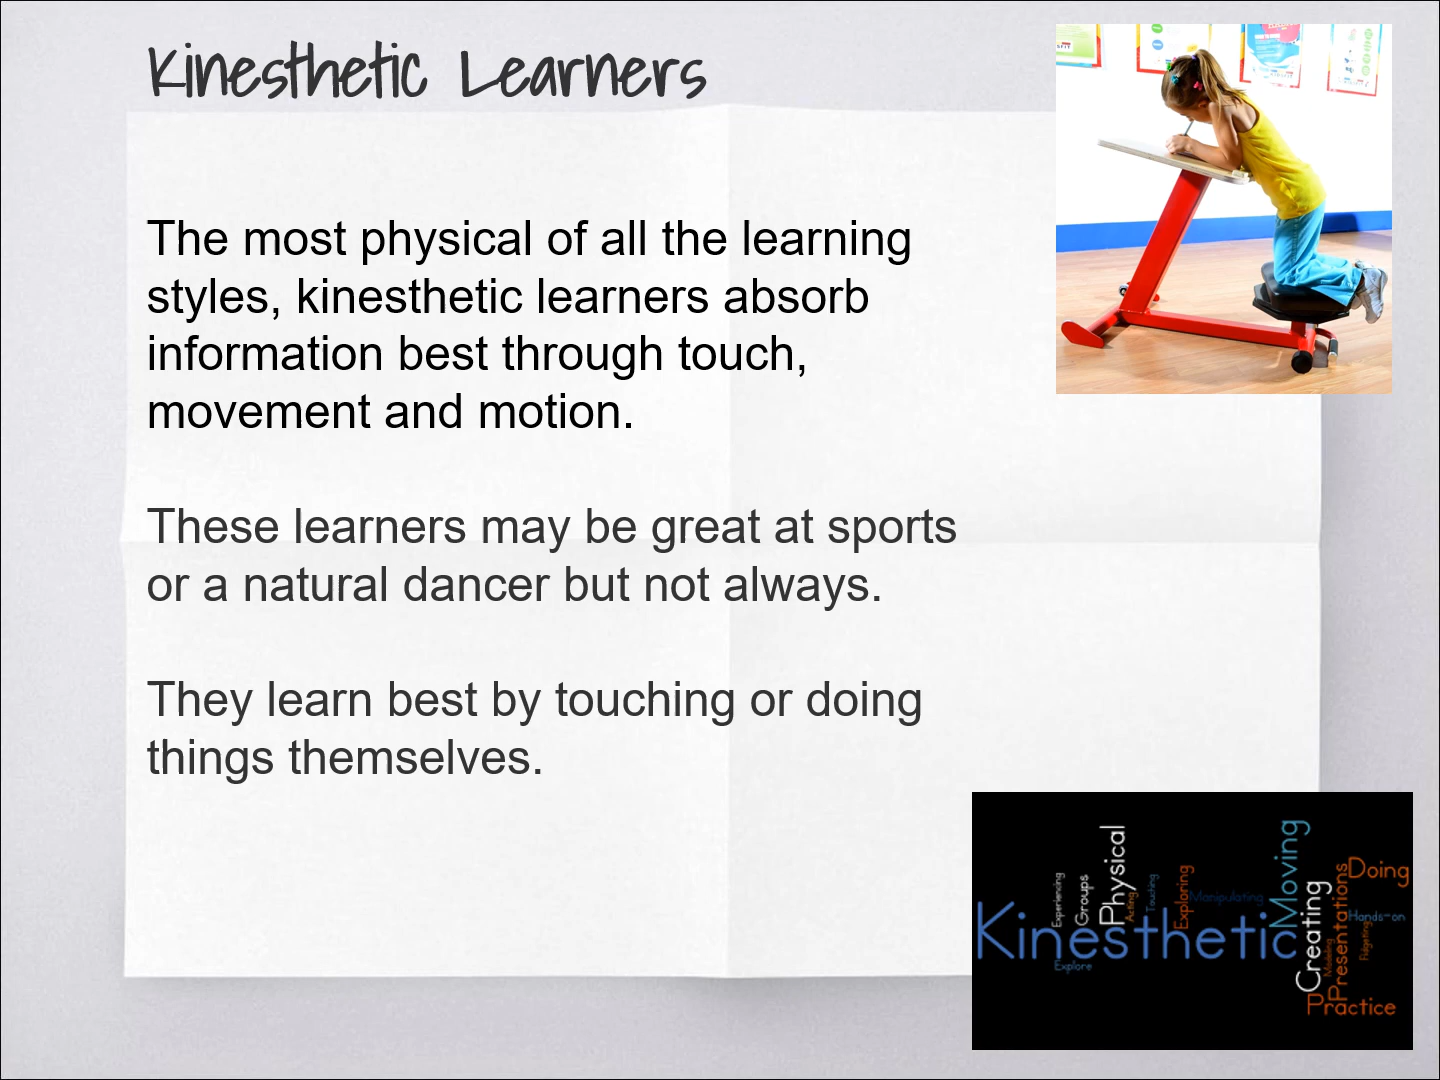 Kinesthetic Learners
The most physical of all the learning
styles, kinesthetic learners absorb
information best through touch,
movement and motion.
These learners may be great at sports
or a natural dancer but not always.
They learn best by touching or doing
things themselves.
Kinesthetic
Experiencing
Groups
Physical
Acting
Touching
Exploring
Manipulating
Moving
Creating
Presentations
Doing
Hands-on
Modeling
Practice
Explore